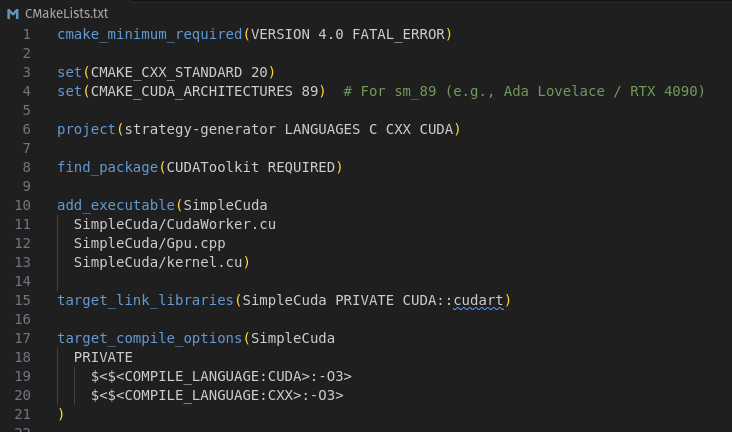 CMakeLists.txt
1 cmake_minimum_required(VERSION 4.0 FATAL_ERROR)
2
3 set(CMAKE_CXX_STANDARD 20)
4 set(CMAKE_CUDA_ARCHITECTURES 89)  # For sm_89 (e.g., Ada Lovelace / RTX 4090)
5
6 project(strategy-generator LANGUAGES C CXX CUDA)
7
8 find_package(CUDAToolkit REQUIRED)
9
10 add_executable(SimpleCuda
11   SimpleCuda/CudaWorker.cu
12   SimpleCuda/Gpu.cpp
13   SimpleCuda/kernel.cu)
14
15 target_link_libraries(SimpleCuda PRIVATE CUDA::cudart)
16
17 target_compile_options(SimpleCuda
18   PRIVATE
19     $<$<COMPILE_LANGUAGE:CUDA>:-O3>
20     $<$<COMPILE_LANGUAGE:CXX>:-O3>
21 )
22